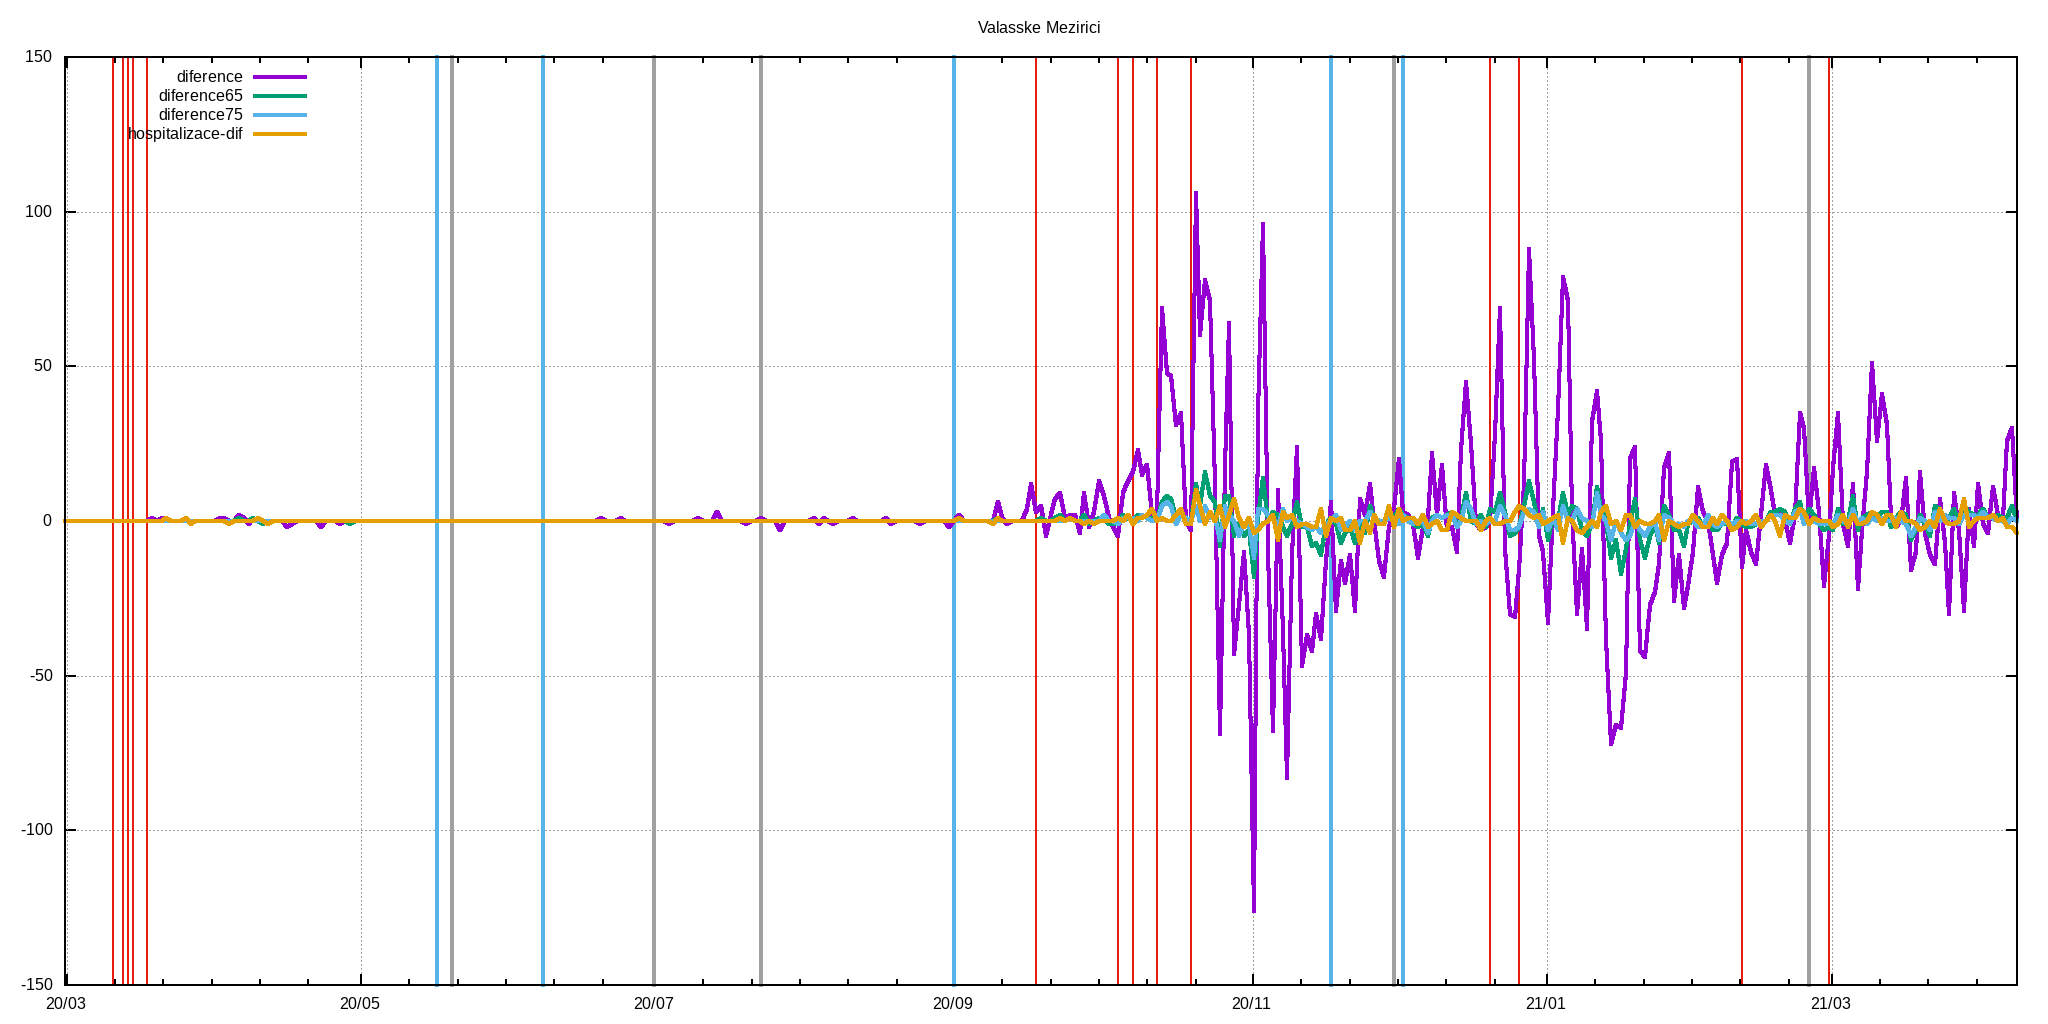 Valasske Mezirici
150
diference
diference65
diference75
hospitalizace-dif
100
50
0
-50
-100
-150
20/03 20/05 20/07 20/09 20/11 21/01 21/03